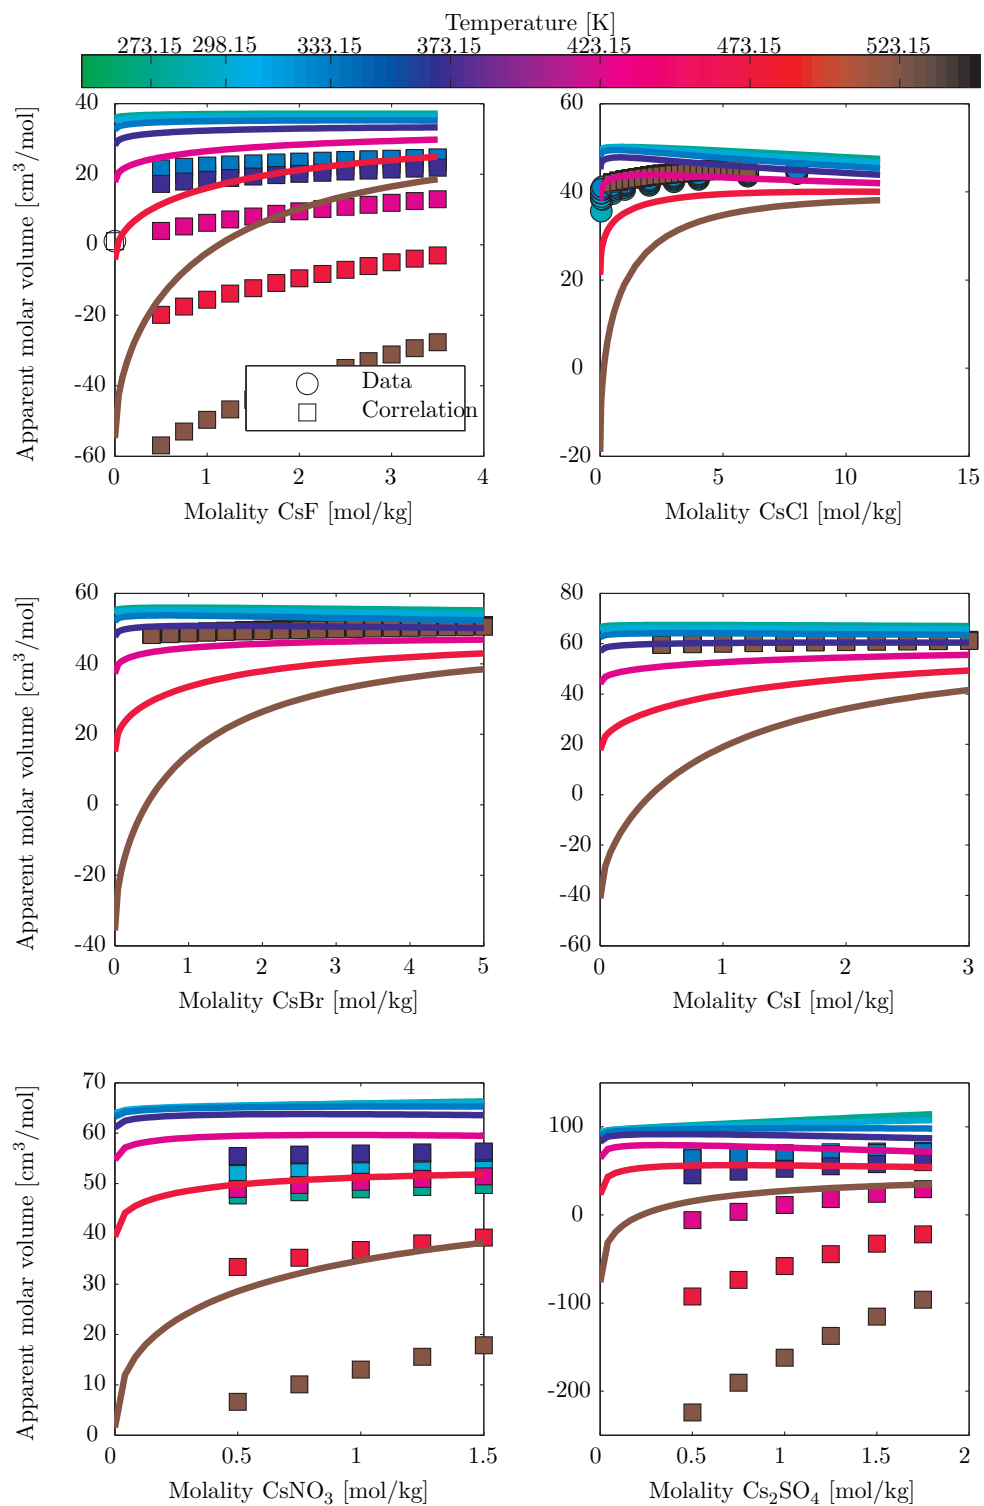 Temperature [K]
273.15 298.15 333.15 373.15 423.15 473.15 523.15
Apparent molar volume [cm³/mol]
40
20
0
-20
-40
-60
0 1 2 3 4
Molality CsF [mol/kg]
Data
Correlation
60
40
20
0
-20
0 5 10 15
Molality CsCl [mol/kg]
Apparent molar volume [cm³/mol]
60
40
20
0
-20
-40
0 1 2 3 4 5
Molality CsBr [mol/kg]
80
60
40
20
0
-20
-40
-60
0 1 2 3
Molality CsI [mol/kg]
Apparent molar volume [cm³/mol]
70
60
50
40
30
20
10
0
0 0.5 1.0 1.5
Molality CsNO₃ [mol/kg]
100
0
-100
-200
0 0.5 1.0 1.5 2
Molality Cs₂SO₄ [mol/kg]